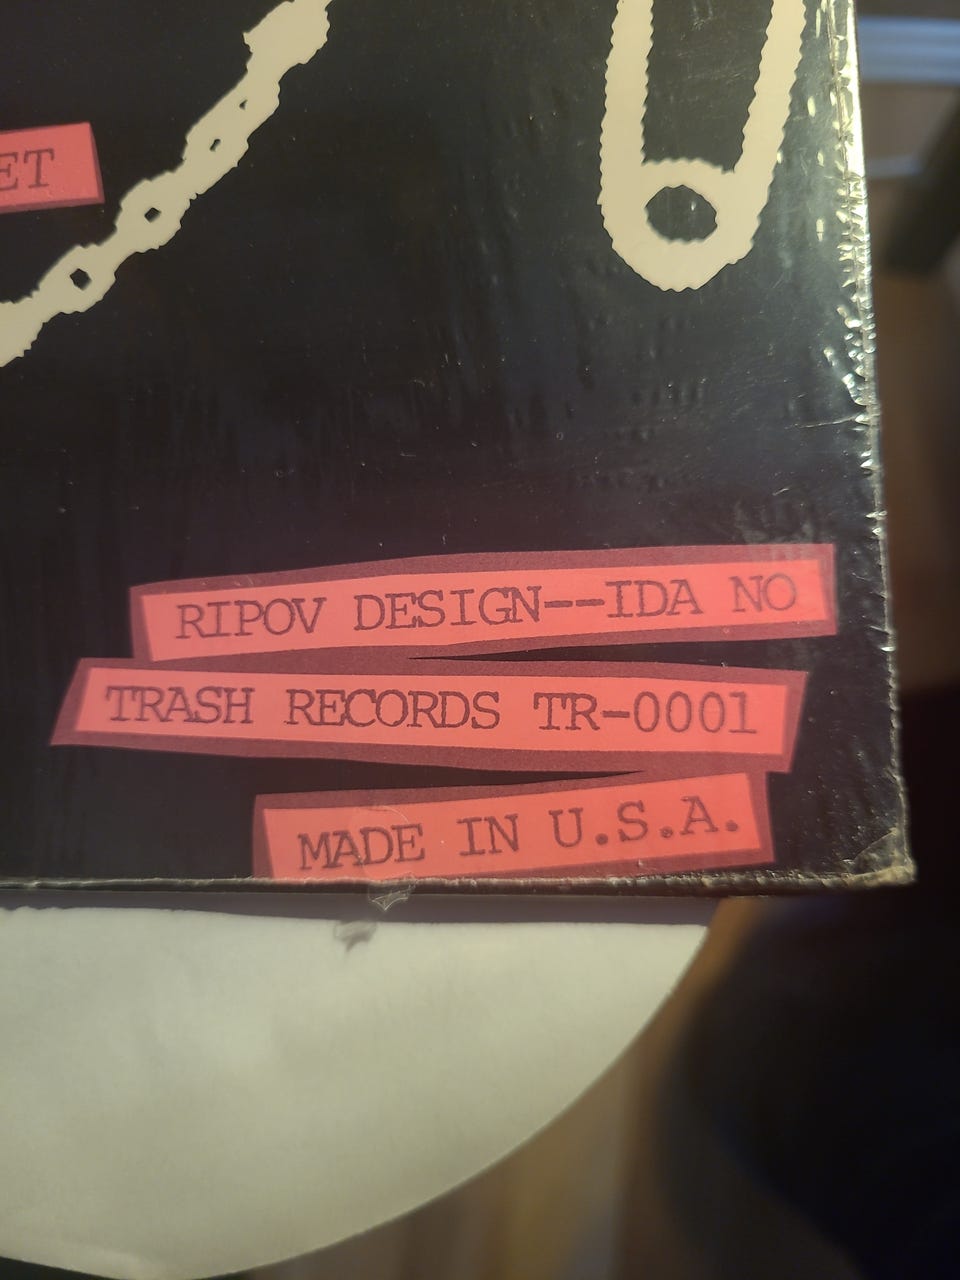 ET
RIPOV DESIGN--IDA NO
TRASH RECORDS TR-0001
MADE IN U.S.A.